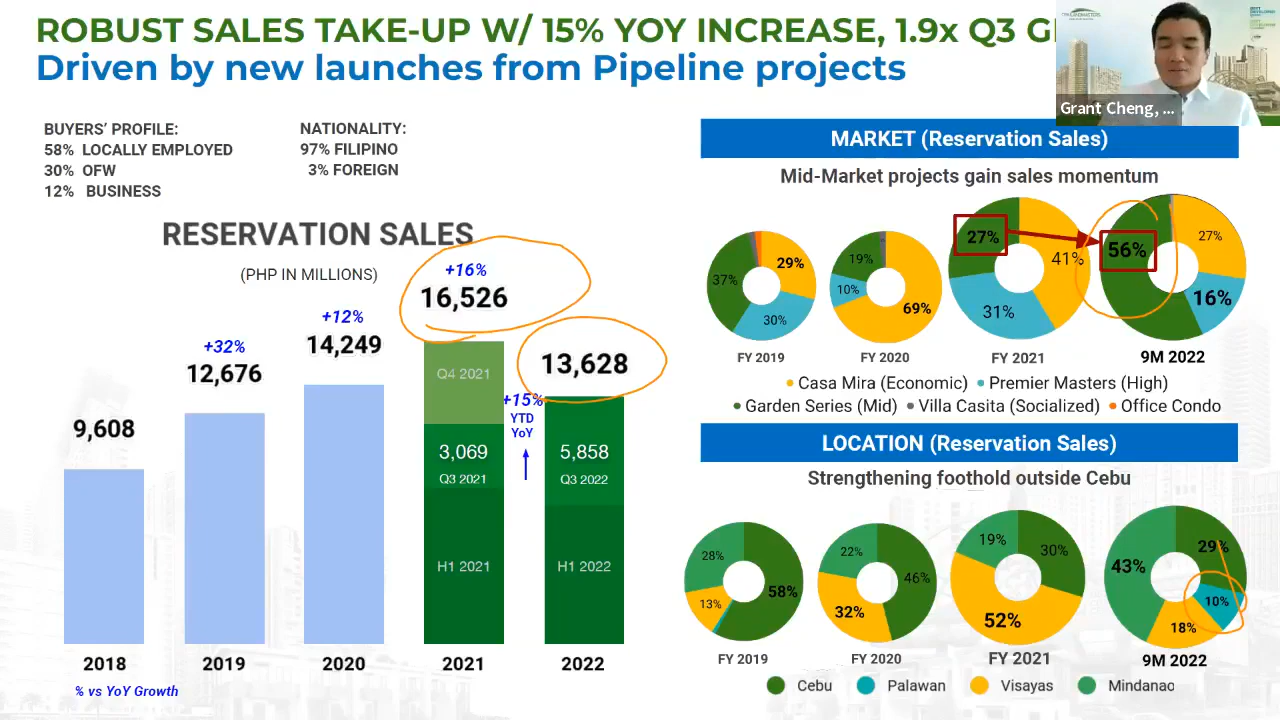 ROBUST SALES TAKE-UP W/ 15% YOY INCREASE, 1.9x Q3
Driven by new launches from Pipeline projects
Grant Cheng, ...
BUYERS' PROFILE:
58% LOCALLY EMPLOYED
30% OFW
12% BUSINESS
NATIONALITY:
97% FILIPINO
3% FOREIGN
RESERVATION SALES
(PHP IN MILLIONS)
9,608
+32%
12,676
+12%
14,249
+16%
16,526
13,628
Q4 2021
+15%
YTD
YoY
3,069
Q3 2021
5,858
Q3 2022
H1 2021
H1 2022
2018
2019
2020
2021
2022
% vs YoY Growth
MARKET (Reservation Sales)
Mid-Market projects gain sales momentum
37%
29%
30%
FY 2019
19%
10%
69%
FY 2020
27%
41%
31%
FY 2021
56%
27%
16%
9M 2022
Casa Mira (Economic)
Premier Masters (High)
Garden Series (Mid)
Villa Casita (Socialized)
Office Condo
LOCATION (Reservation Sales)
Strengthening foothold outside Cebu
28%
13%
58%
FY 2019
22%
46%
32%
FY 2020
19%
30%
52%
FY 2021
43%
29%
10%
18%
9M 2022
Cebu
Palawan
Visayas
Mindanao